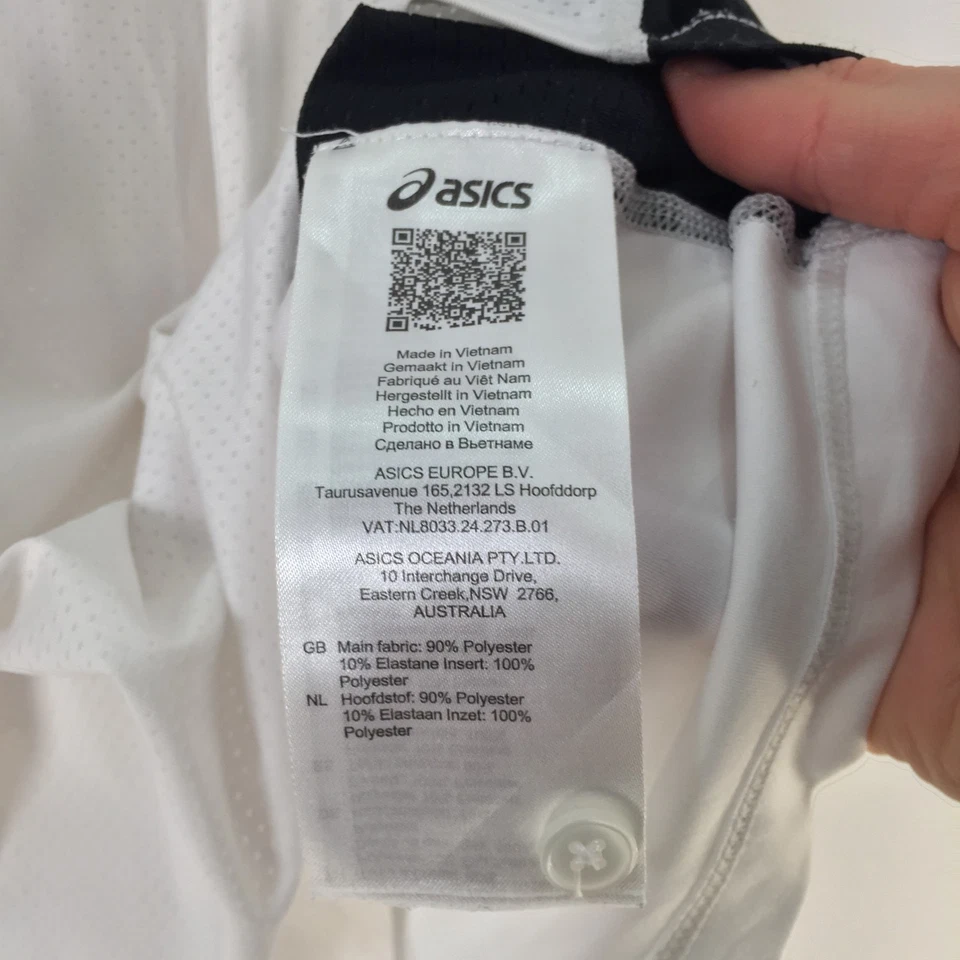 asics
Made in Vietnam
Gemaakt in Vietnam
Fabriqué au Viêt Nam
Hergestellt in Vietnam
Hecho en Vietnam
Prodotto in Vietnam
Сделано в Вьетнаме
ASICS EUROPE B.V.
Taurusavenue 165,2132 LS Hoofddorp
The Netherlands
VAT:NL8033.24.273.B.01
ASICS OCEANIA PTY.LTD.
10 Interchange Drive,
Eastern Creek,NSW 2766,
AUSTRALIA
GB Main fabric: 90% Polyester
10% Elastane Insert: 100%
Polyester
NL Hoofdstof: 90% Polyester
10% Elastaan Inzet: 100%
Polyester